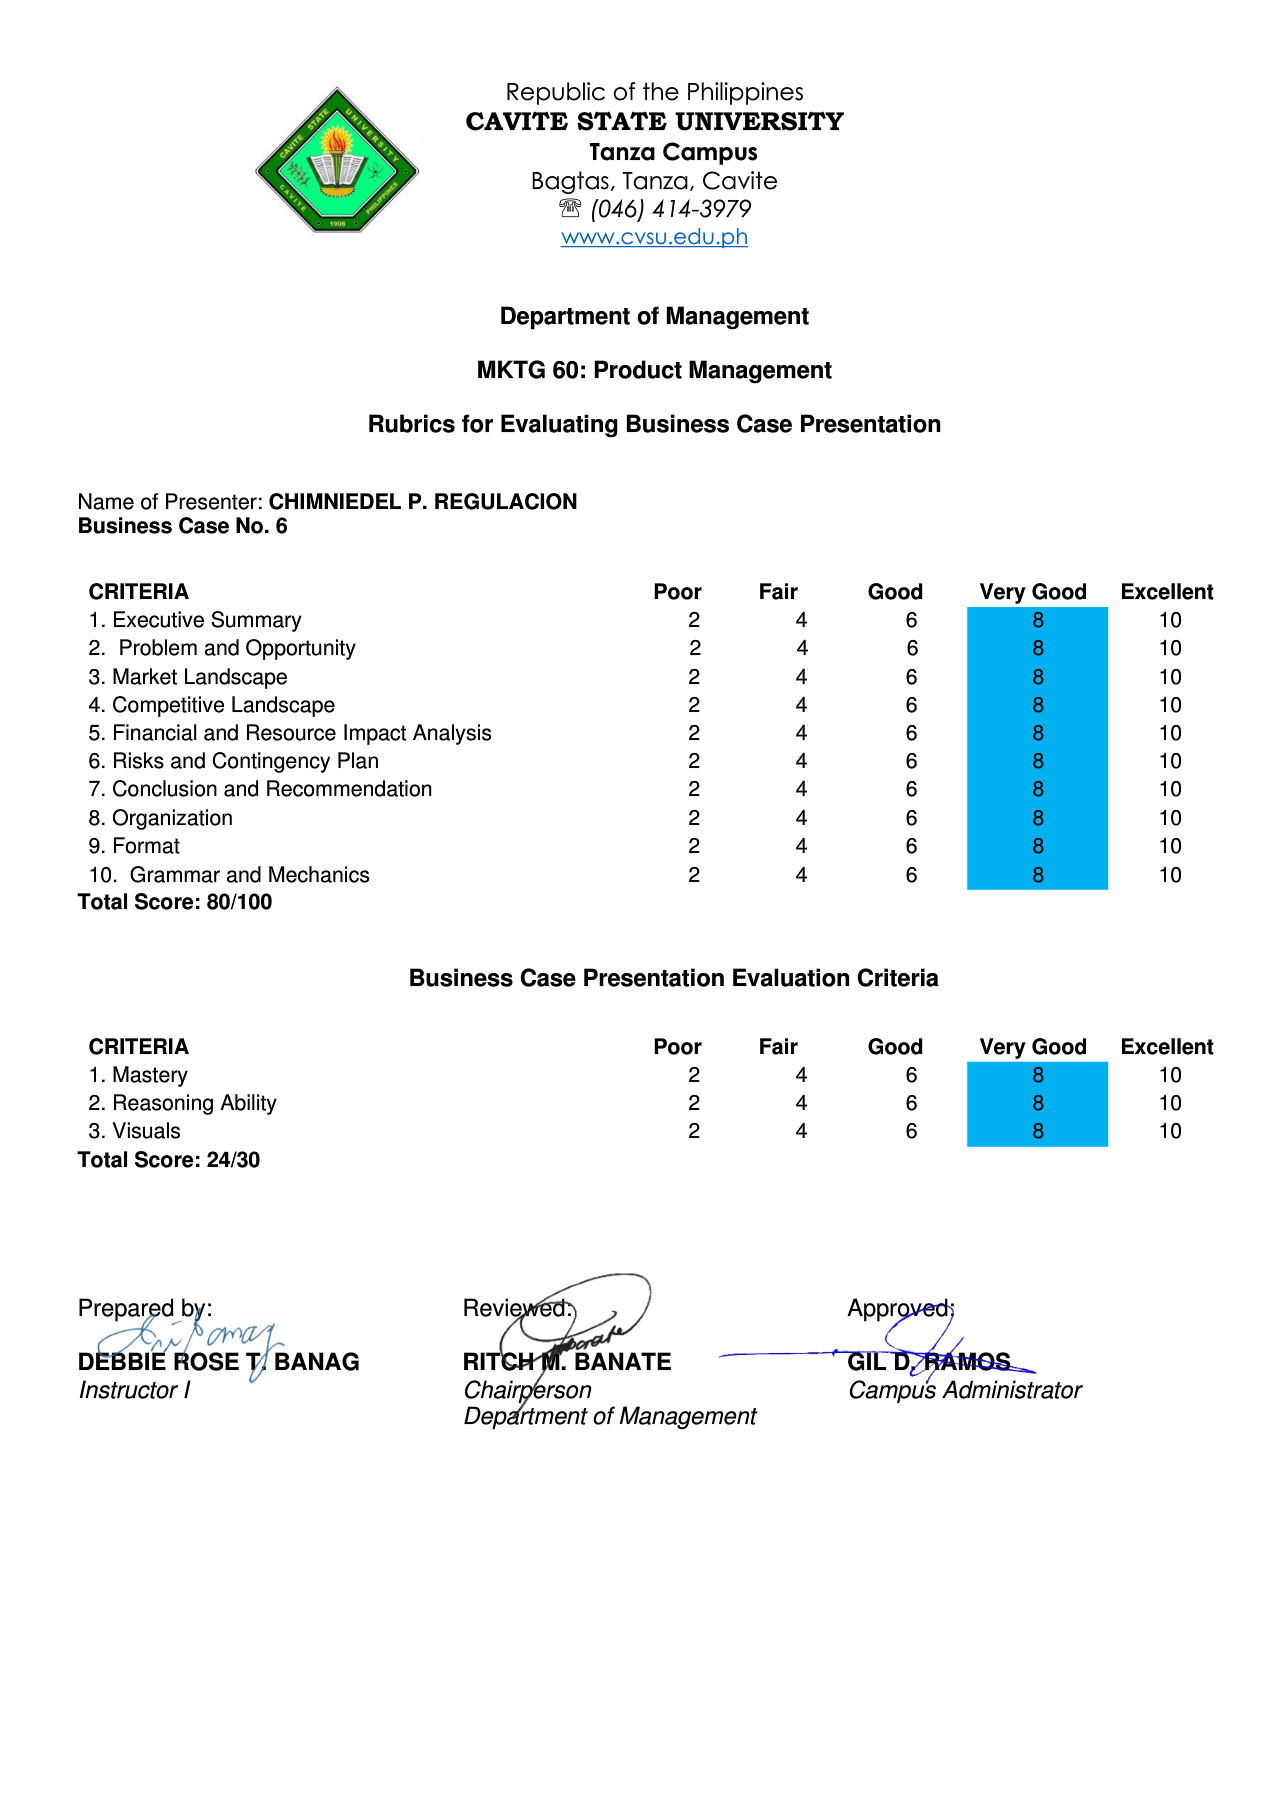 Republic of the Philippines
CAVITE STATE UNIVERSITY
Tanza Campus
Bagtas, Tanza, Cavite
☏ (046) 414-3979
www.cvsu.edu.ph
CAVITE STATE UNIVERSITY
CAVITE PHILIPPINES
1906
Department of Management
MKTG 60: Product Management
Rubrics for Evaluating Business Case Presentation
Name of Presenter: CHIMNIEDEL P. REGULACION
Business Case No. 6
CRITERIA Poor Fair Good Very Good Excellent
1. Executive Summary 2 4 6 8 10
2. Problem and Opportunity 2 4 6 8 10
3. Market Landscape 2 4 6 8 10
4. Competitive Landscape 2 4 6 8 10
5. Financial and Resource Impact Analysis 2 4 6 8 10
6. Risks and Contingency Plan 2 4 6 8 10
7. Conclusion and Recommendation 2 4 6 8 10
8. Organization 2 4 6 8 10
9. Format 2 4 6 8 10
10. Grammar and Mechanics 2 4 6 8 10
Total Score: 80/100
Business Case Presentation Evaluation Criteria
CRITERIA Poor Fair Good Very Good Excellent
1. Mastery 2 4 6 8 10
2. Reasoning Ability 2 4 6 8 10
3. Visuals 2 4 6 8 10
Total Score: 24/30
Prepared by: Reviewed: Approved:
DEBBIE ROSE T. BANAG RITCH M. BANATE GIL D. RAMOS
Instructor I Chairperson Campus Administrator
Department of Management